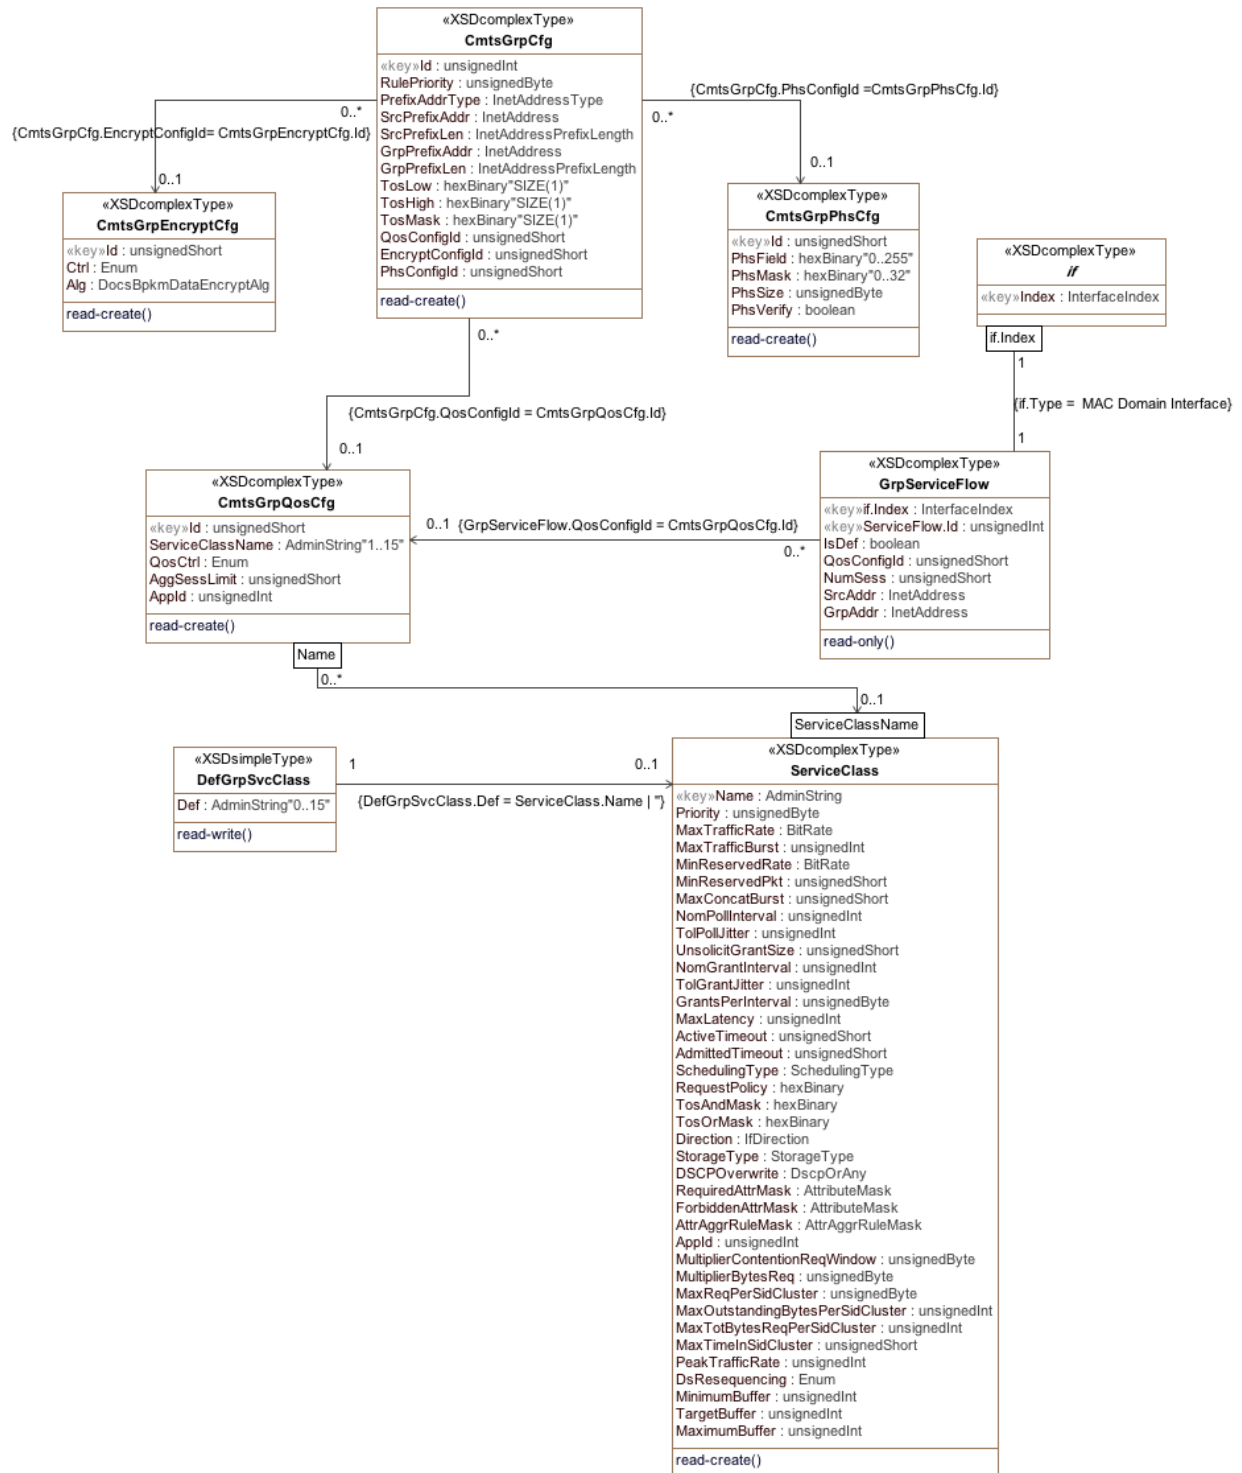 «XSDcomplexType»
CmtsGrpCfg
«key»Id : unsignedInt
RulePriority : unsignedByte
PrefixAddrType : InetAddressType
SrcPrefixAddr : InetAddress
SrcPrefixLen : InetAddressPrefixLength
GrpPrefixAddr : InetAddress
GrpPrefixLen : InetAddressPrefixLength
TosLow : hexBinary"SIZE(1)"
TosHigh : hexBinary"SIZE(1)"
TosMask : hexBinary"SIZE(1)"
QosConfigId : unsignedShort
EncryptConfigId : unsignedShort
PhsConfigId : unsignedShort
read-create()
0..*
{CmtsGrpCfg.EncryptConfigId= CmtsGrpEncryptCfg.Id}
0..1
{CmtsGrpCfg.PhsConfigId =CmtsGrpPhsCfg.Id}
0..*
0..1
«XSDcomplexType»
CmtsGrpEncryptCfg
«key»Id : unsignedShort
Ctrl : Enum
Alg : DocsBpkmDataEncryptAlg
read-create()
«XSDcomplexType»
CmtsGrpPhsCfg
«key»Id : unsignedShort
PhsField : hexBinary"0..255"
PhsMask : hexBinary"0..32"
PhsSize : unsignedByte
PhsVerify : boolean
read-create()
«XSDcomplexType»
if
«key»Index : InterfaceIndex
if.Index
1
{if.Type =  MAC Domain Interface}
1
0..*
{CmtsGrpCfg.QosConfigId = CmtsGrpQosCfg.Id}
0..1
«XSDcomplexType»
CmtsGrpQosCfg
«key»Id : unsignedShort
ServiceClassName : AdminString"1..15"
QosCtrl : Enum
AggSessLimit : unsignedShort
AppId : unsignedInt
read-create()
Name
0..*
0..1 {GrpServiceFlow.QosConfigId = CmtsGrpQosCfg.Id}
0..*
«XSDcomplexType»
GrpServiceFlow
«key»if.Index : InterfaceIndex
«key»ServiceFlow.Id : unsignedInt
IsDef : boolean
QosConfigId : unsignedShort
NumSess : unsignedShort
SrcAddr : InetAddress
GrpAddr : InetAddress
read-only()
0..1
ServiceClassName
«XSDsimpleType»
DefGrpSvcClass
Def : AdminString"0..15"
read-write()
1
0..1
{DefGrpSvcClass.Def = ServiceClass.Name | ''}
«XSDcomplexType»
ServiceClass
«key»Name : AdminString
Priority : unsignedByte
MaxTrafficRate : BitRate
MaxTrafficBurst : unsignedInt
MinReservedRate : BitRate
MinReservedPkt : unsignedShort
MaxConcatBurst : unsignedShort
NomPollInterval : unsignedInt
TolPollJitter : unsignedInt
UnsolicitGrantSize : unsignedShort
NomGrantInterval : unsignedInt
TolGrantJitter : unsignedInt
GrantsPerInterval : unsignedByte
MaxLatency : unsignedInt
ActiveTimeout : unsignedShort
AdmittedTimeout : unsignedShort
SchedulingType : SchedulingType
RequestPolicy : hexBinary
TosAndMask : hexBinary
TosOrMask : hexBinary
Direction : IfDirection
StorageType : StorageType
DSCPOverwrite : DscpOrAny
RequiredAttrMask : AttributeMask
ForbiddenAttrMask : AttributeMask
AttrAggrRuleMask : AttrAggrRuleMask
AppId : unsignedInt
MultiplierContentionReqWindow : unsignedByte
MultiplierBytesReq : unsignedByte
MaxReqPerSidCluster : unsignedByte
MaxOutstandingBytesPerSidCluster : unsignedInt
MaxTotBytesReqPerSidCluster : unsignedInt
MaxTimeInSidCluster : unsignedShort
PeakTrafficRate : unsignedInt
DsResequencing : Enum
MinimumBuffer : unsignedInt
TargetBuffer : unsignedInt
MaximumBuffer : unsignedInt
read-create()